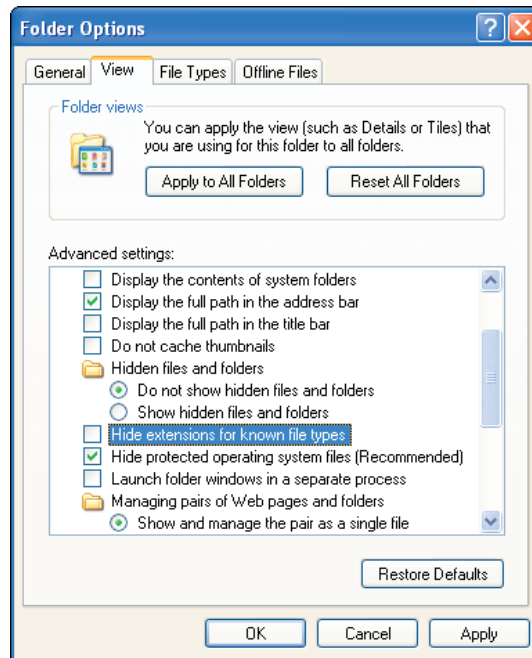 Folder Options
General View File Types Offline Files
Folder views
You can apply the view (such as Details or Tiles) that
you are using for this folder to all folders.
Apply to All Folders Reset All Folders
Advanced settings:
Display the contents of system folders
Display the full path in the address bar
Display the full path in the title bar
Do not cache thumbnails
Hidden files and folders
Do not show hidden files and folders
Show hidden files and folders
Hide extensions for known file types
Hide protected operating system files (Recommended)
Launch folder windows in a separate process
Managing pairs of Web pages and folders
Show and manage the pair as a single file
Restore Defaults
OK Cancel Apply